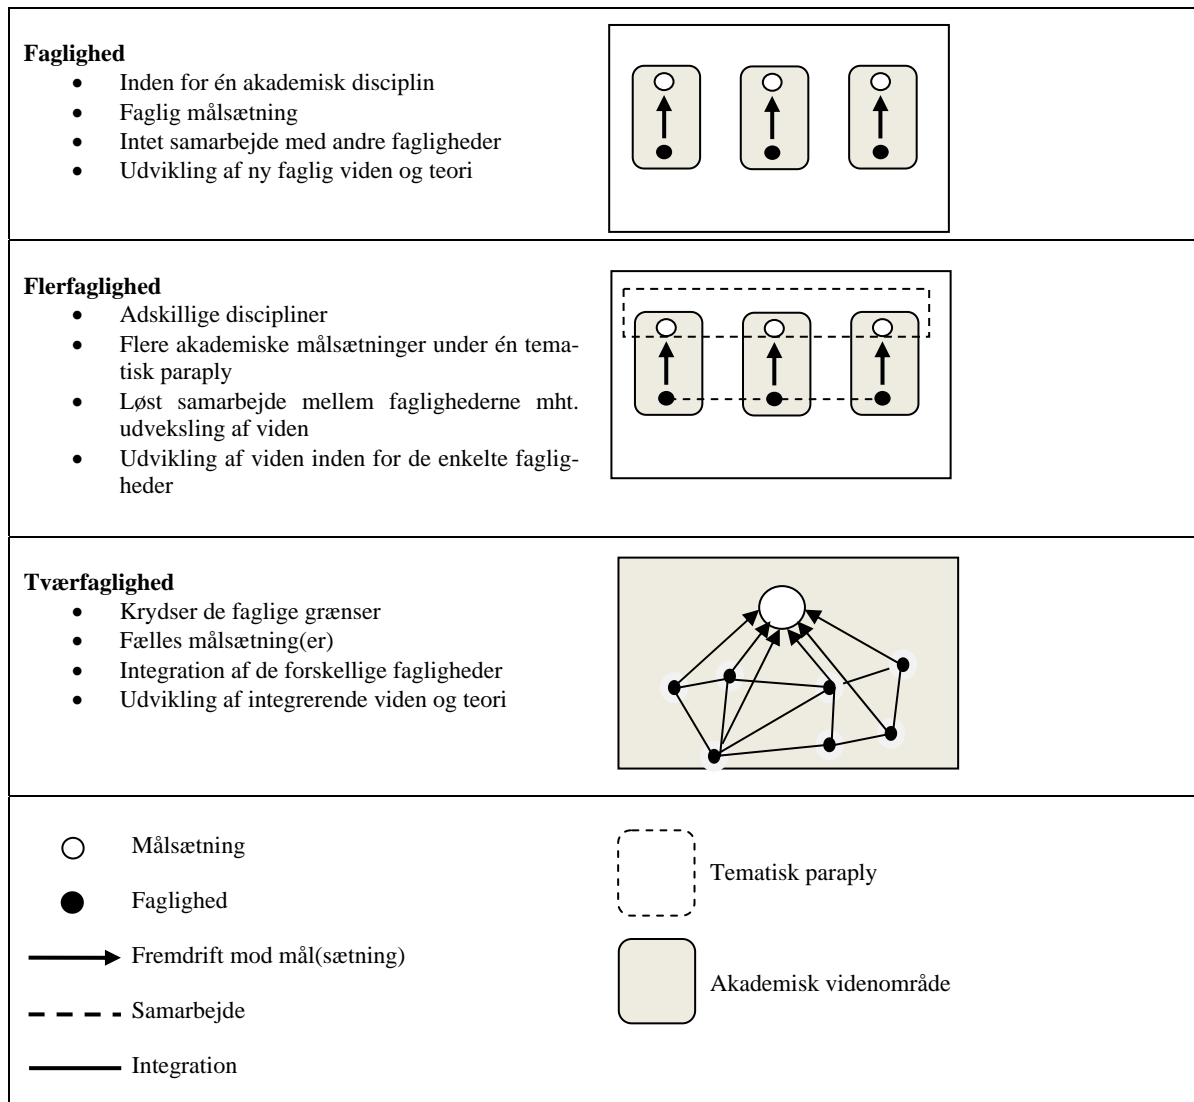 Faglighed
• Inden for én akademisk disciplin
• Faglig målsætning
• Intet samarbejde med andre fagligheder
• Udvikling af ny faglig viden og teori
Flerfaglighed
• Adskillige discipliner
• Flere akademiske målsætninger under én tema-
tisk paraply
• Løst samarbejde mellem faglighederne mht.
udveksling af viden
• Udvikling af viden inden for de enkelte faglig-
heder
Tværfaglighed
• Krydser de faglige grænser
• Fælles målsætning(er)
• Integration af de forskellige fagligheder
• Udvikling af integrerende viden og teori
Målsætning
Faglighed
Fremdrift mod mål(sætning)
Samarbejde
Integration
Tematisk paraply
Akademisk videnområde